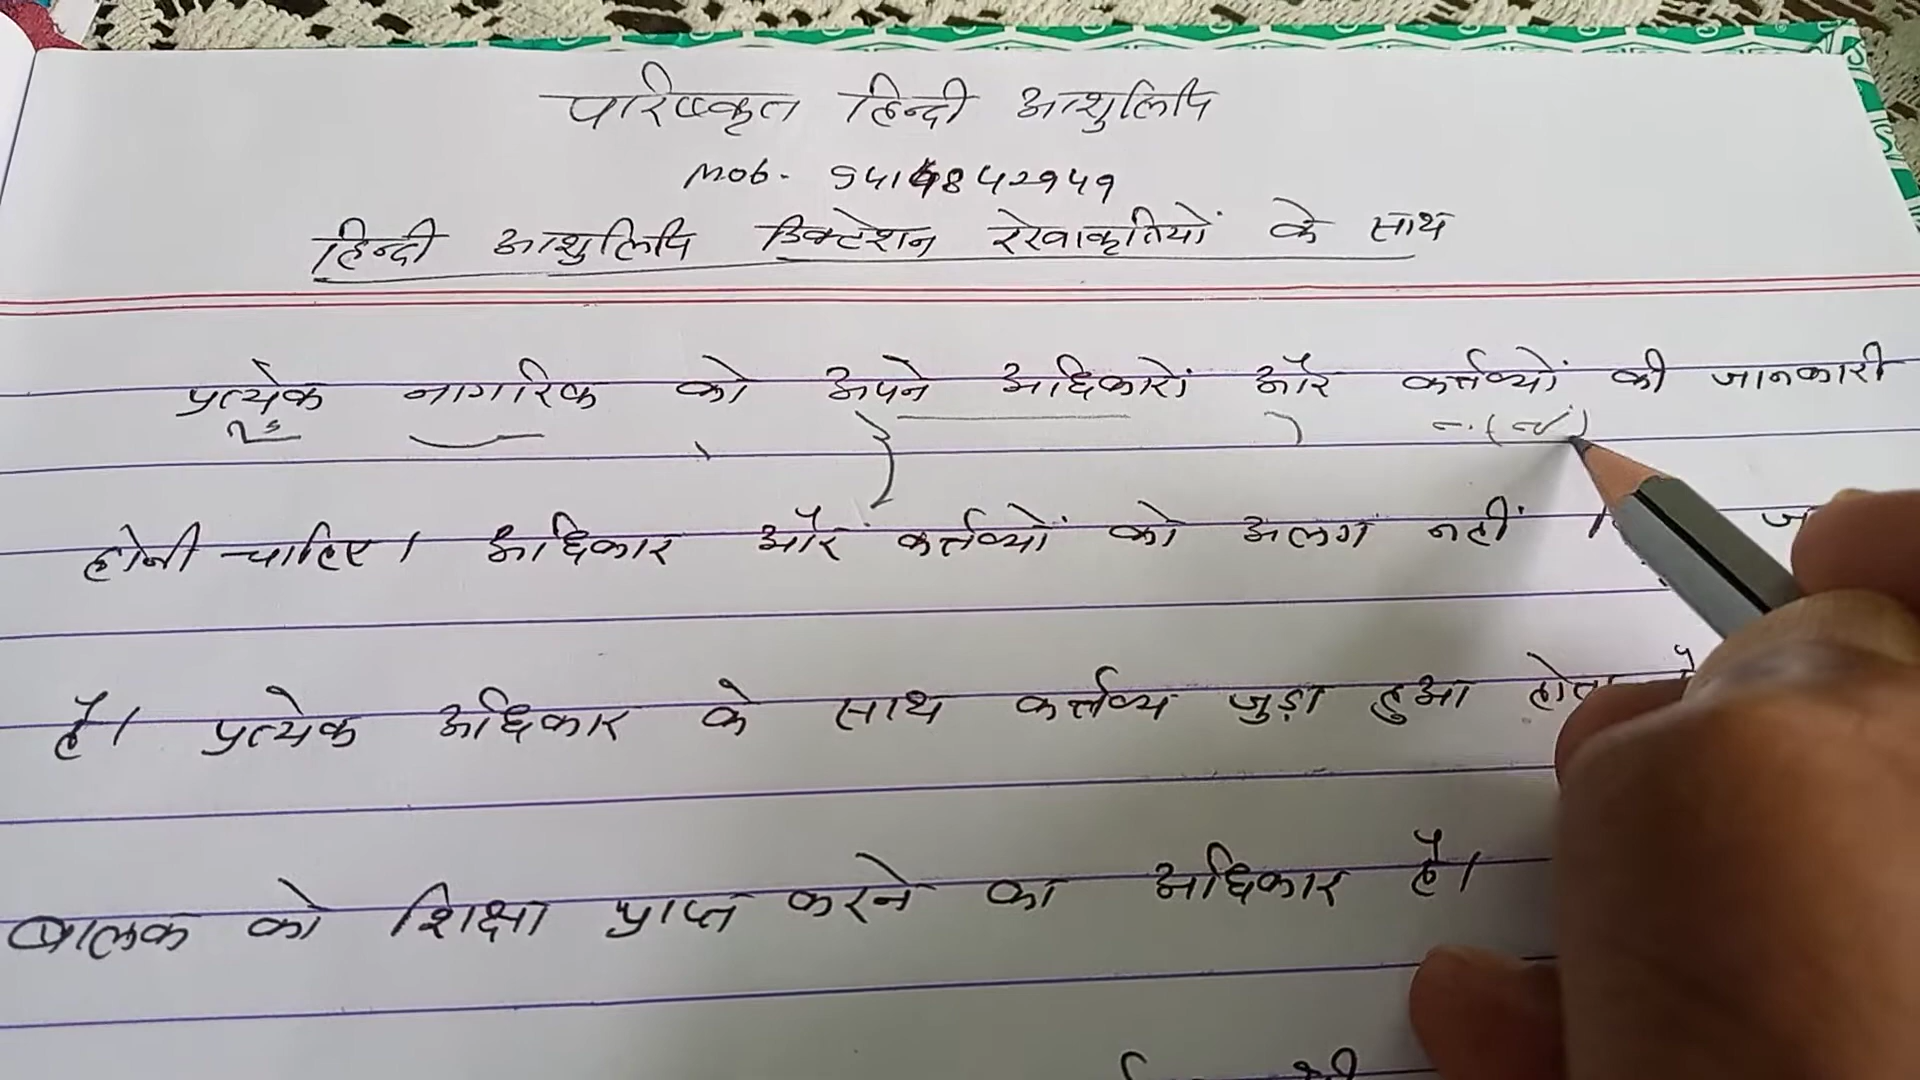 परिष्कृत हिन्दी आशुलिपि
Mob. 9414842949
हिन्दी आशुलिपि डिक्टेशन रेखाकृतियों के साथ
प्रत्येक नागरिक को अपने अधिकारों और कर्त्तव्यों की जानकारी
होनी चाहिए। अधिकार और कर्त्तव्यों को अलग नहीं
है। प्रत्येक अधिकार के साथ कर्त्तव्य जुड़ा हुआ
बालक को शिक्षा प्राप्त करने का अधिकार है।